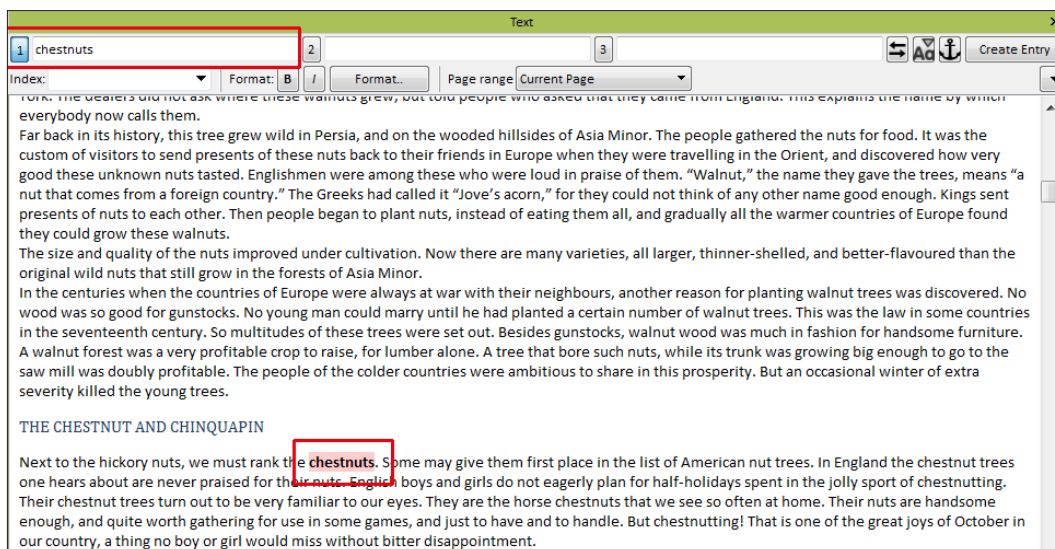 Text
1 chestnuts 2 3 Create Entry
Index: Format: B I Format.. Page range Current Page
York. The dealers did not ask where these walnuts grew, but told people who asked that they came from England. This explains the name by which
everybody now calls them.
Far back in its history, this tree grew wild in Persia, and on the wooded hillsides of Asia Minor. The people gathered the nuts for food. It was the
custom of visitors to send presents of these nuts back to their friends in Europe when they were travelling in the Orient, and discovered how very
good these unknown nuts tasted. Englishmen were among these who were loud in praise of them. “Walnut,” the name they gave the trees, means “a
nut that comes from a foreign country.” The Greeks had called it “Jove’s acorn,” for they could not think of any other name good enough. Kings sent
presents of nuts to each other. Then people began to plant nuts, instead of eating them all, and gradually all the warmer countries of Europe found
they could grow these walnuts.
The size and quality of the nuts improved under cultivation. Now there are many varieties, all larger, thinner-shelled, and better-flavoured than the
original wild nuts that still grow in the forests of Asia Minor.
In the centuries when the countries of Europe were always at war with their neighbours, another reason for planting walnut trees was discovered. No
wood was so good for gunstocks. No young man could marry until he had planted a certain number of walnut trees. This was the law in some countries
in the seventeenth century. So multitudes of these trees were set out. Besides gunstocks, walnut wood was much in fashion for handsome furniture.
A walnut forest was a very profitable crop to raise, for lumber alone. A tree that bore such nuts, while its trunk was growing big enough to go to the
saw mill was doubly profitable. The people of the colder countries were ambitious to share in this prosperity. But an occasional winter of extra
severity killed the young trees.
THE CHESTNUT AND CHINQUAPIN
Next to the hickory nuts, we must rank the chestnuts. Some may give them first place in the list of American nut trees. In England the chestnut trees
one hears about are never praised for their nuts. English boys and girls do not eagerly plan for half-holidays spent in the jolly sport of chestnutting.
Their chestnut trees turn out to be very familiar to our eyes. They are the horse chestnuts that we see so often at home. Their nuts are handsome
enough, and quite worth gathering for use in some games, and just to have and to handle. But chestnutting! That is one of the great joys of October in
our country, a thing no boy or girl would miss without bitter disappointment.